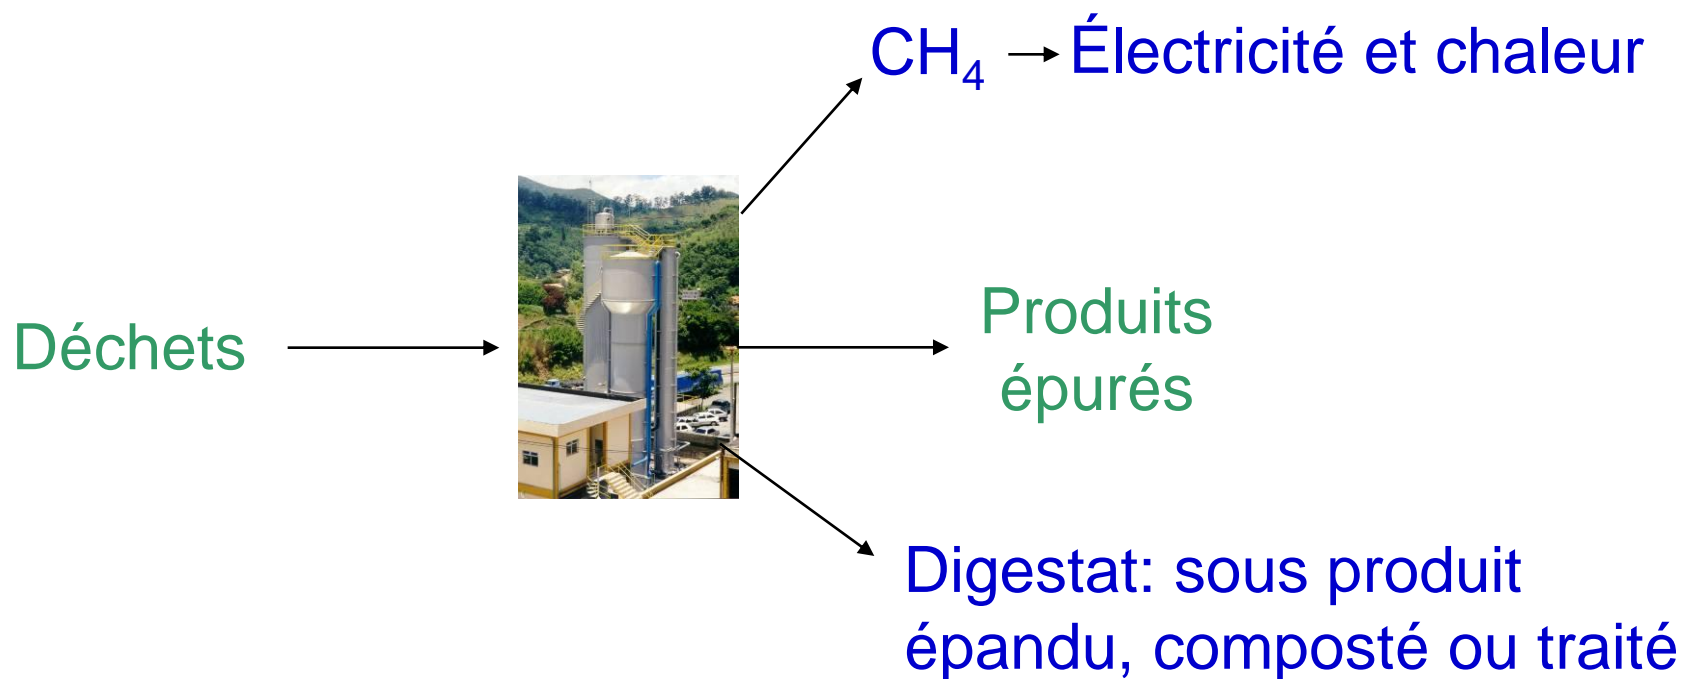 CH₄ → Électricité et chaleur
Déchets
Produits
épurés
Digestat: sous produit
épandu, composté ou traité